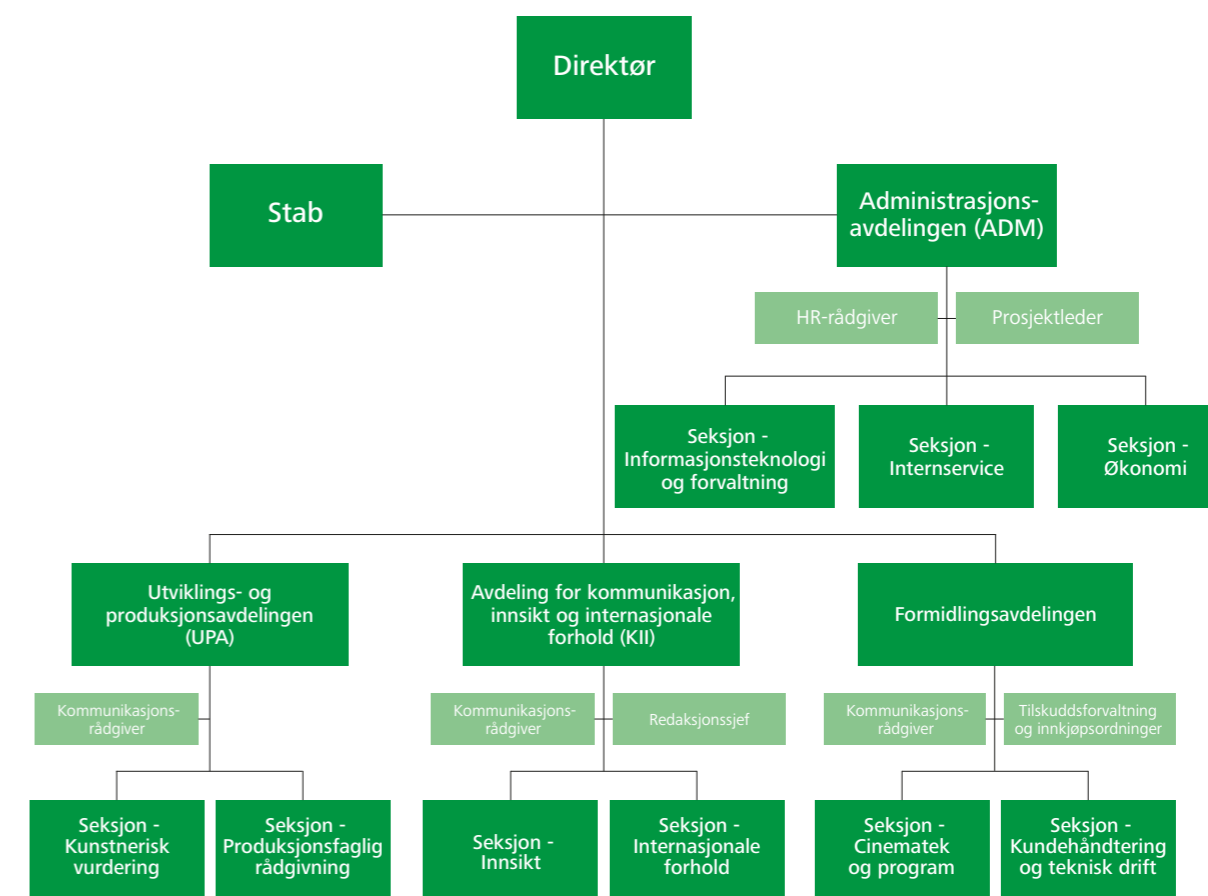 Direktør
Stab
Administrasjons-
avdelingen (ADM)
HR-rådgiver
Prosjektleder
Seksjon -
Informasjonsteknologi
og forvaltning
Seksjon -
Internservice
Seksjon -
Økonomi
Utviklings- og
produksjonsavdelingen
(UPA)
Avdeling for kommunikasjon,
innsikt og internasjonale
forhold (KII)
Formidlingsavdelingen
Kommunikasjons-
rådgiver
Kommunikasjons-
rådgiver
Redaksjonssjef
Kommunikasjons-
rådgiver
Tilskuddsforvaltning
og innkjøpsordninger
Seksjon -
Kunstnerisk
vurdering
Seksjon -
Produksjonsfaglig
rådgivning
Seksjon -
Innsikt
Seksjon -
Internasjonale
forhold
Seksjon -
Cinematek
og program
Seksjon -
Kundehåndtering
og teknisk drift